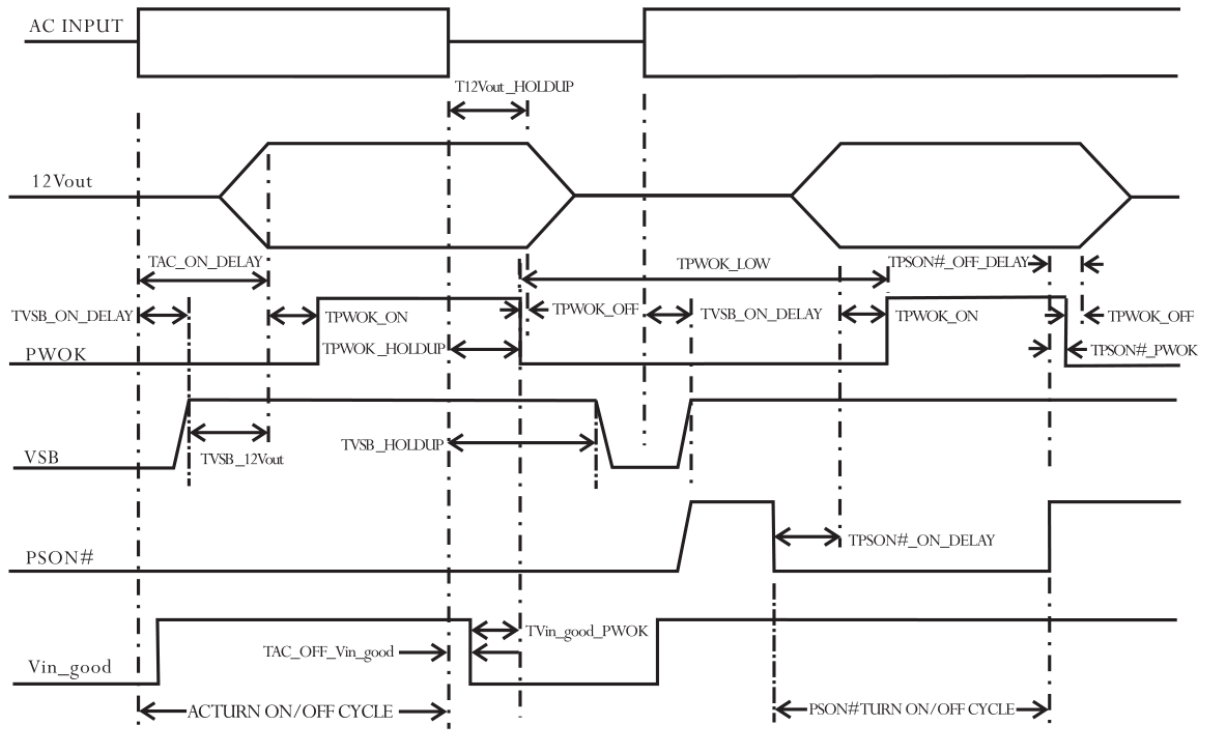 AC INPUT
T12Vout_HOLDUP
12Vout
TAC_ON_DELAY
TPWOK_LOW
TPSON#_OFF_DELAY
TVSB_ON_DELAY
TPWOK_ON
TPWOK_OFF
TVSB_ON_DELAY
TPWOK_ON
TPWOK_OFF
PWOK
TPWOK_HOLDUP
TPSON#_PWOK
VSB
TVSB_12Vout
TVSB_HOLDUP
PSON#
TPSON#_ON_DELAY
TVin_good_PWOK
TAC_OFF_Vin_good
Vin_good
ACTURN ON/OFF CYCLE
PSON#TURN ON/OFF CYCLE